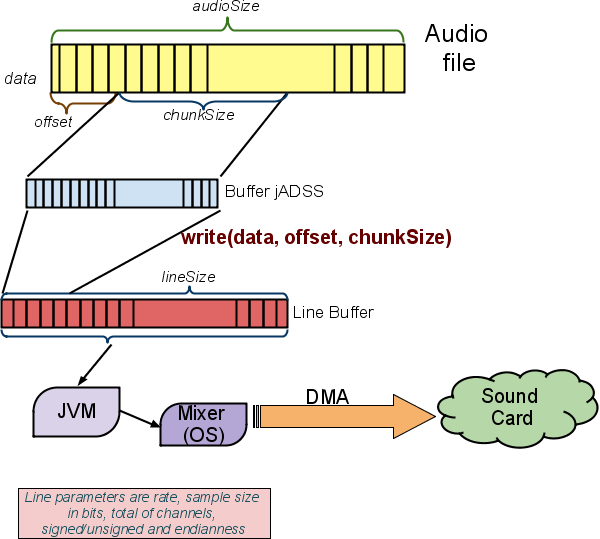 audioSize
Audio
file
data
offset
chunkSize
Buffer jADSS
write(data, offset, chunkSize)
lineSize
Line Buffer
JVM
Mixer
(OS)
DMA
Sound
Card
Line parameters are rate, sample size
in bits, total of channels,
signed/unsigned and endianness